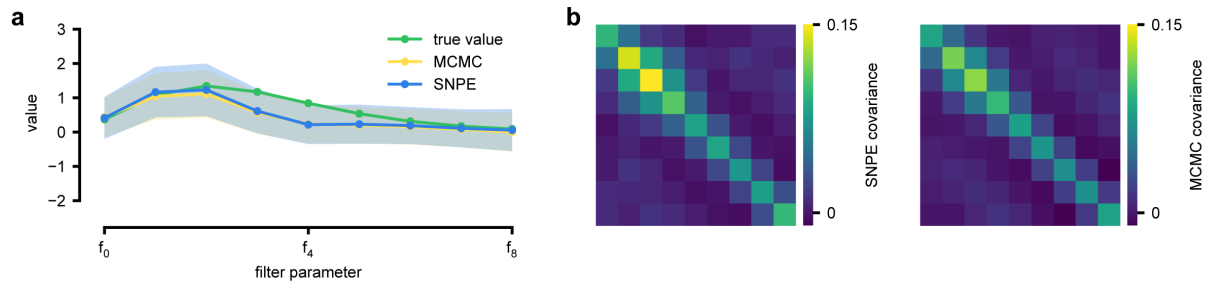 a
3
2
1
0
−1
−2
value
true value
MCMC
SNPE
f0
f4
f8
filter parameter
b
0.15
0
SNPE covariance
0.15
0
MCMC covariance